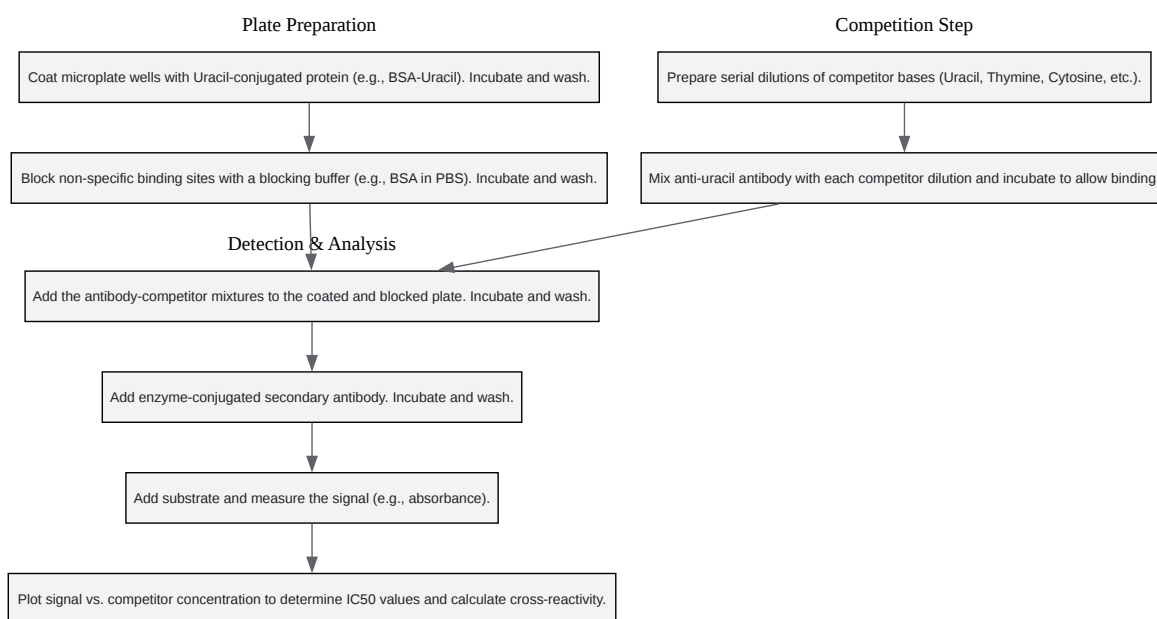 Plate Preparation
Coat microplate wells with Uracil-conjugated protein (e.g., BSA-Uracil). Incubate and wash.
Block non-specific binding sites with a blocking buffer (e.g., BSA in PBS). Incubate and wash.
Competition Step
Prepare serial dilutions of competitor bases (Uracil, Thymine, Cytosine, etc.).
Mix anti-uracil antibody with each competitor dilution and incubate to allow binding
Detection & Analysis
Add the antibody-competitor mixtures to the coated and blocked plate. Incubate and wash.
Add enzyme-conjugated secondary antibody. Incubate and wash.
Add substrate and measure the signal (e.g., absorbance).
Plot signal vs. competitor concentration to determine IC50 values and calculate cross-reactivity.